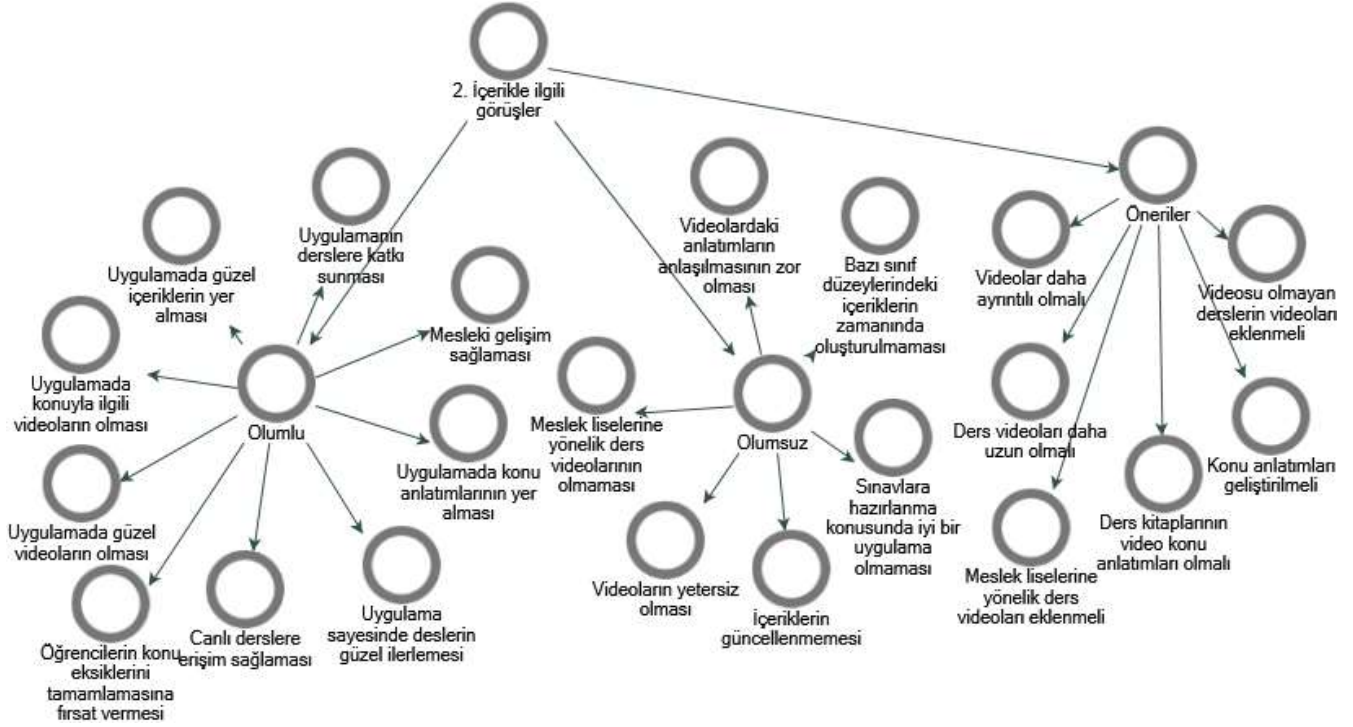 2. İçerikle ilgili
görüşler
Uygulamanın
derslere katkı
sunması
Uygulamada güzel
içeriklerin yer
alması
Mesleki gelişim
sağlaması
Uygulamada
konuyla ilgili
videoların olması
Olumlu
Uygulamada konu
anlatımlarının yer
alması
Uygulamada güzel
videoların olması
Öğrencilerin konu
eksiklerini
tamamlamasına
fırsat vermesi
Canlı derslere
erişim sağlaması
Uygulama
sayesinde deslerin
güzel ilerlemesi
Videolardaki
anlatımların
anlaşılmasının zor
olması
Bazı sınıf
düzeylerindeki
içeriklerin
zamanında
oluşturulmaması
Meslek liselerine
yönelik ders
videolarının
olmaması
Olumsuz
Sınavlara
hazırlanma
konusunda iyi bir
uygulama
olmaması
Videoların yetersiz
olması
İçeriklerin
güncellenmemesi
Öneriler
Videolar daha
ayrıntılı olmalı
Videosu olmayan
derslerin videoları
eklenmeli
Ders videoları daha
uzun olmalı
Konu anlatımları
geliştirilmeli
Meslek liselerine
yönelik ders
videoları eklenmeli
Ders kitaplarının
video konu
anlatımları olmalı